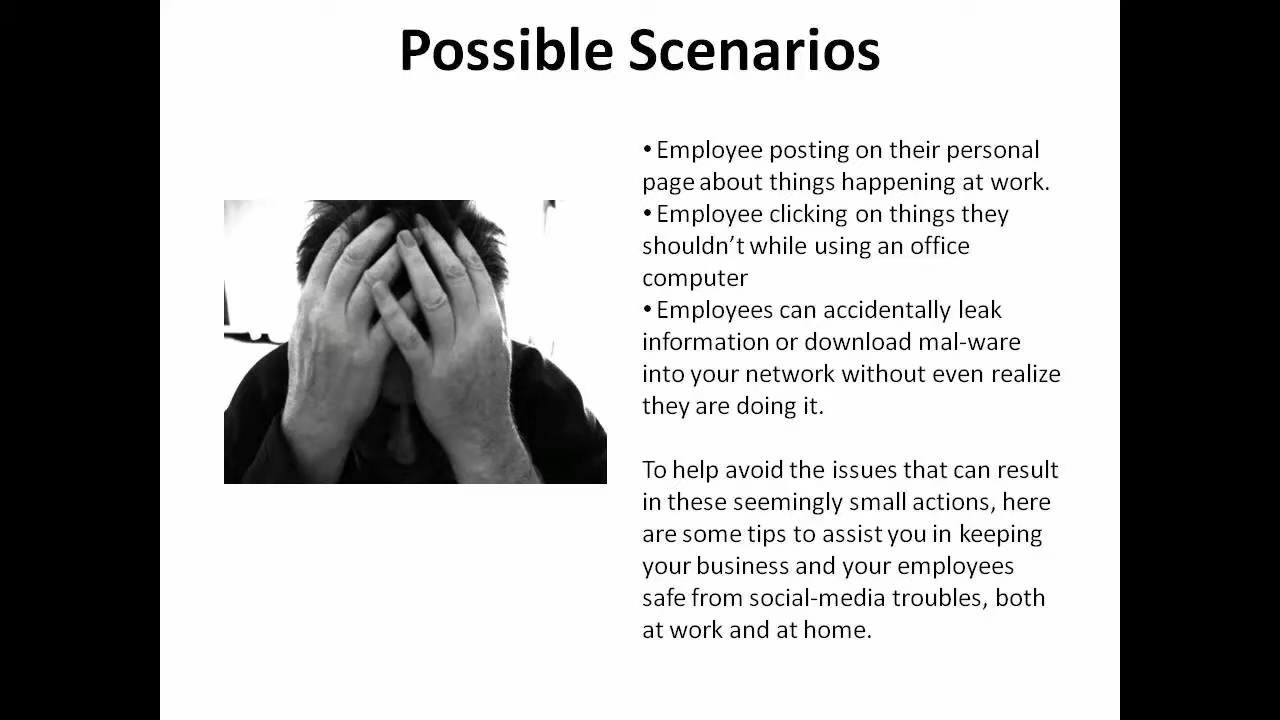 Possible Scenarios
•Employee posting on their personal
page about things happening at work.
•Employee clicking on things they
shouldn’t while using an office
computer
•Employees can accidentally leak
information or download mal-ware
into your network without even realize
they are doing it.
To help avoid the issues that can result
in these seemingly small actions, here
are some tips to assist you in keeping
your business and your employees
safe from social-media troubles, both
at work and at home.